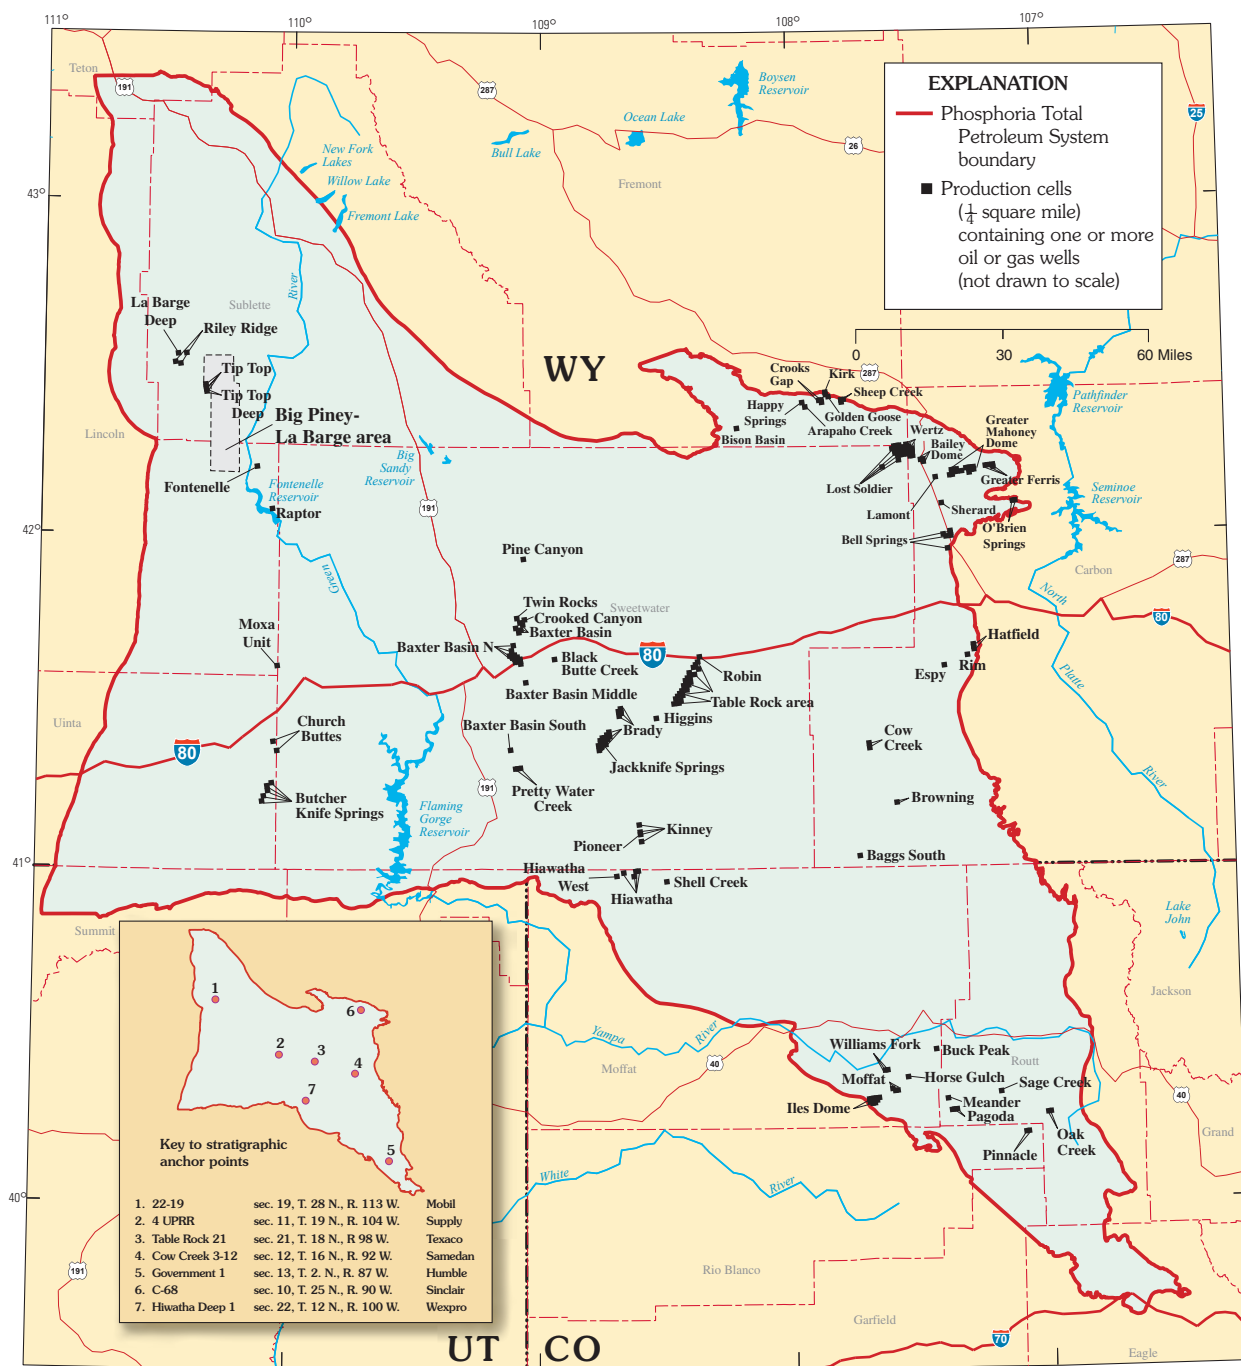 111°
110°
109°
108°
107°
43°
42°
41°
40°
Teton
191
287
Boysen
Reservoir
Ocean Lake
Bull Lake
New Fork
Lakes
Willow Lake
Fremont Lake
Fremont
26
25
EXPLANATION
Phosphoria Total
Petroleum System
boundary
Production cells
(1/4 square mile)
containing one or more
oil or gas wells
(not drawn to scale)
0
30
60 Miles
River
Sublette
La Barge
Deep
Riley Ridge
Tip Top
Tip Top
Deep
Big Piney-
La Barge area
Lincoln
Fontenelle
Fontenelle
Reservoir
Raptor
Big
Sandy
Reservoir
191
Green
WY
Crooks
Gap
Kirk
287
Sheep Creek
Happy
Springs
Golden Goose
Arapaho Creek
Bison Basin
Wertz
Bailey
Dome
Greater
Mahoney
Dome
Lost Soldier
Greater Ferris
Lamont
Sherard
O'Brien
Springs
Bell Springs
Pathfinder
Reservoir
Seminoe
Reservoir
Carbon
287
North
Platte
River
80
Pine Canyon
Twin Rocks
Sweetwater
Crooked Canyon
Baxter Basin
Baxter Basin N
Black
Butte Creek
80
Baxter Basin Middle
Robin
Table Rock area
Higgins
Brady
Baxter Basin South
Jackknife Springs
Pretty Water
Creek
Moxa
Unit
Uinta
Church
Buttes
80
Butcher
Knife Springs
Flaming
Gorge
Reservoir
191
Hatfield
Rim
Espy
Cow
Creek
Browning
Baggs South
Kinney
Pioneer
Hiawatha
West
Hiawatha
Shell Creek
Lake
John
Jackson
Summit
Yampa
River
Moffat
40
Williams Fork
Buck Peak
Routt
Moffat
Horse Gulch
Sage Creek
Iles Dome
Meander
Pagoda
Oak
Creek
Pinnacle
40
Grand
White
River
Rio Blanco
Garfield
70
Eagle
191
UT
CO
1
2
3
4
5
6
7
Key to stratigraphic
anchor points
1. 22-19 sec. 19, T. 28 N., R. 113 W. Mobil
2. 4 UPRR sec. 11, T. 19 N., R. 104 W. Supply
3. Table Rock 21 sec. 21, T. 18 N., R 98 W. Texaco
4. Cow Creek 3-12 sec. 12, T. 16 N., R. 92 W. Samedan
5. Government 1 sec. 13, T. 2. N., R. 87 W. Humble
6. C-68 sec. 10, T. 25 N., R. 90 W. Sinclair
7. Hiwatha Deep 1 sec. 22, T. 12 N., R. 100 W. Wexpro